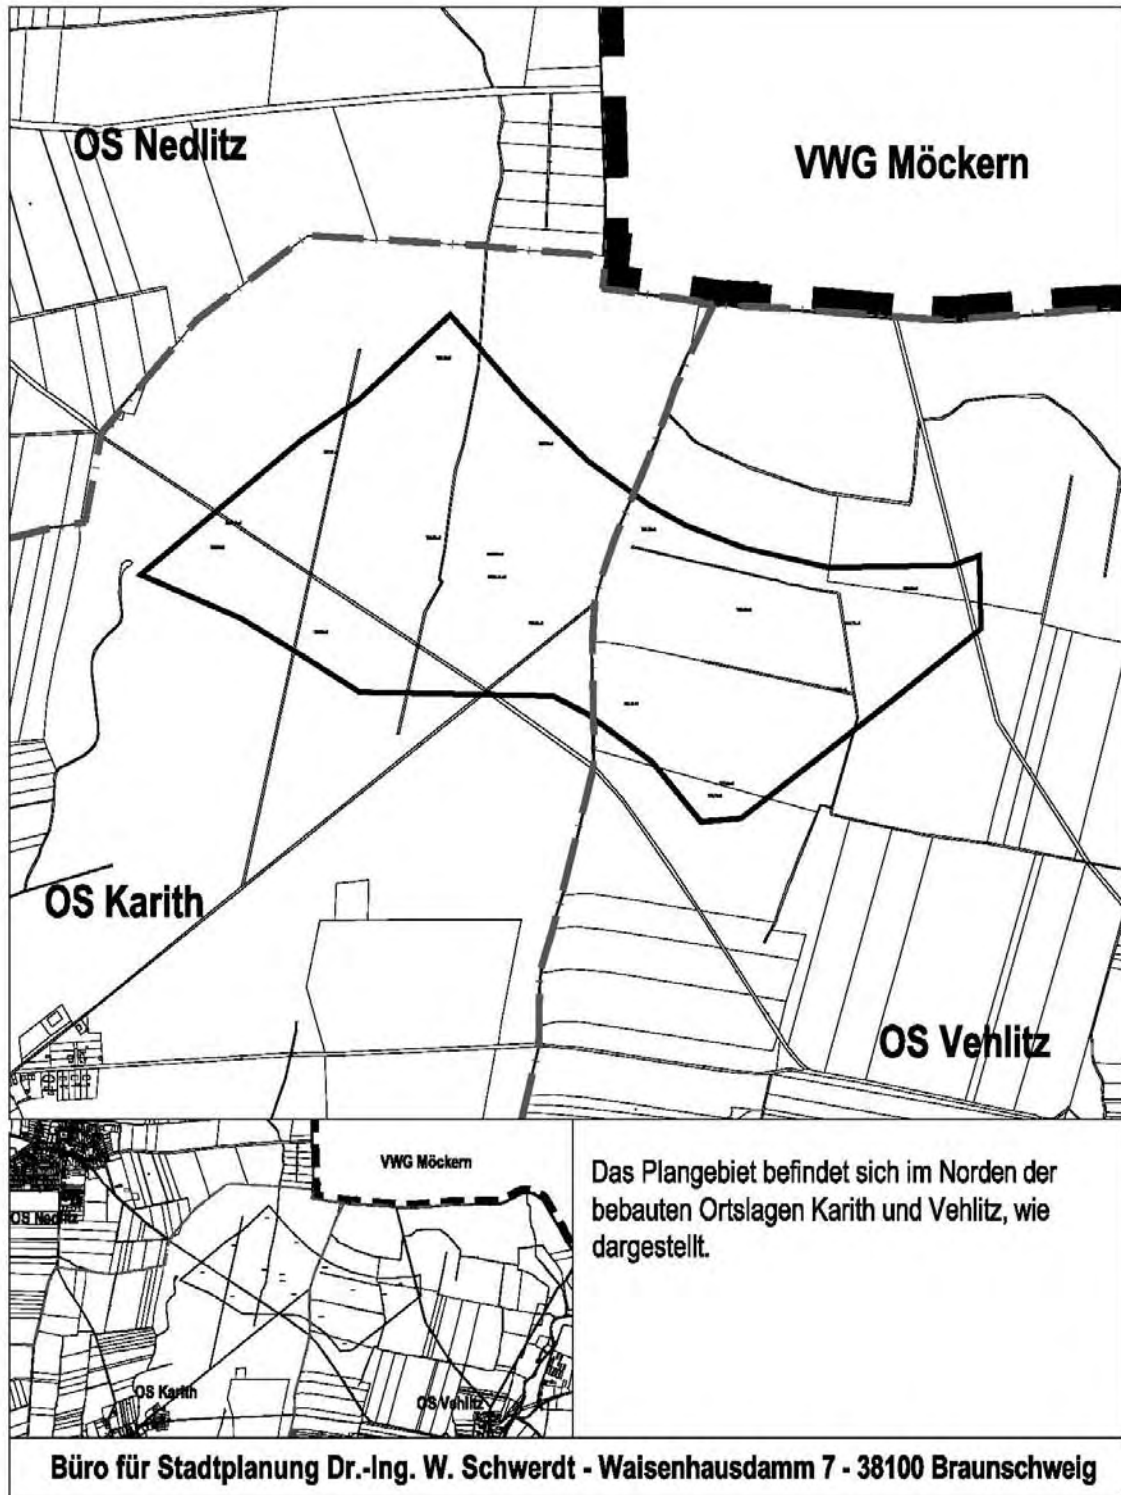 OS Nedlitz
VWG Möckern
OS Karith
OS Vehlitz
VWG Möckern
OS Nedlitz
OS Karith
OS Vehlitz
Das Plangebiet befindet sich im Norden der
bebauten Ortslagen Karith und Vehlitz, wie
dargestellt.
Büro für Stadtplanung Dr.-Ing. W. Schwerdt - Waisenhausdamm 7 - 38100 Braunschweig